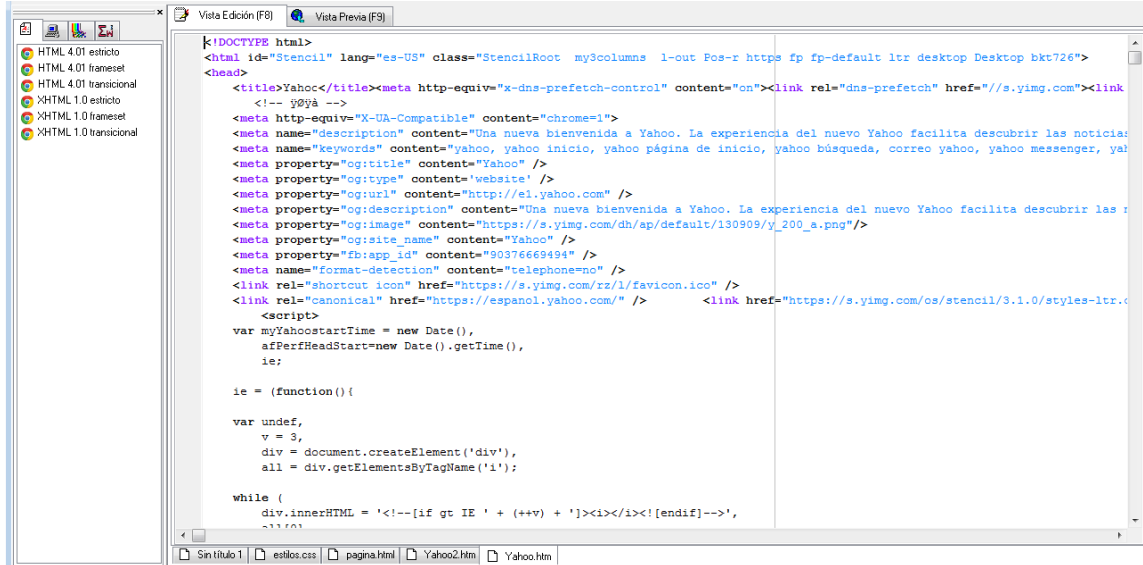 Vista Edición (F8) Vista Previa (F9)
HTML 4.01 estricto
HTML 4.01 frameset
HTML 4.01 transicional
XHTML 1.0 estricto
XHTML 1.0 frameset
XHTML 1.0 transicional
<!DOCTYPE html>
<html id="Stencil" lang="es-US" class="StencilRoot  my3columns  l-out Pos-r https fp fp-default ltr desktop Desktop bkt726">
<head>
<title>Yahoc</title><meta http-equiv="x-dns-prefetch-control" content="on"><link rel="dns-prefetch" href="//s.yimg.com"><link
<!-- ÿØÿà -->
<meta http-equiv="X-UA-Compatible" content="chrome=1">
<meta name="description" content="Una nueva bienvenida a Yahoo. La experiencia del nuevo Yahoo facilita descubrir las noticias
<meta name="keywords" content="yahoo, yahoo inicio, yahoo página de inicio, yahoo búsqueda, correo yahoo, yahoo messenger, yah
<meta property="og:title" content="Yahoo" />
<meta property="og:type" content='website' />
<meta property="og:url" content="http://e1.yahoo.com" />
<meta property="og:description" content="Una nueva bienvenida a Yahoo. La experiencia del nuevo Yahoo facilita descubrir las
<meta property="og:image" content="https://s.yimg.com/dh/ap/default/130909/y_200_a.png"/>
<meta property="og:site_name" content="Yahoo" />
<meta property="fb:app_id" content="90376669494" />
<meta name="format-detection" content="telephone=no" />
<link rel="shortcut icon" href="https://s.yimg.com/rz/l/favicon.ico" />
<link rel="canonical" href="https://espanol.yahoo.com/" />       <link href="https://s.yimg.com/os/stencil/3.1.0/styles-ltr.c
<script>
var myYahoostartTime = new Date(),
afPerfHeadStart=new Date().getTime(),
ie;
ie = (function(){
var undef,
v = 3,
div = document.createElement('div'),
all = div.getElementsByTagName('i');
while (
div.innerHTML = '<!--[if gt IE ' + (++v) + ']><i></i><![endif]-->',
Sin título 1 estilos.css pagina.html Yahoo2.htm Yahoo.htm